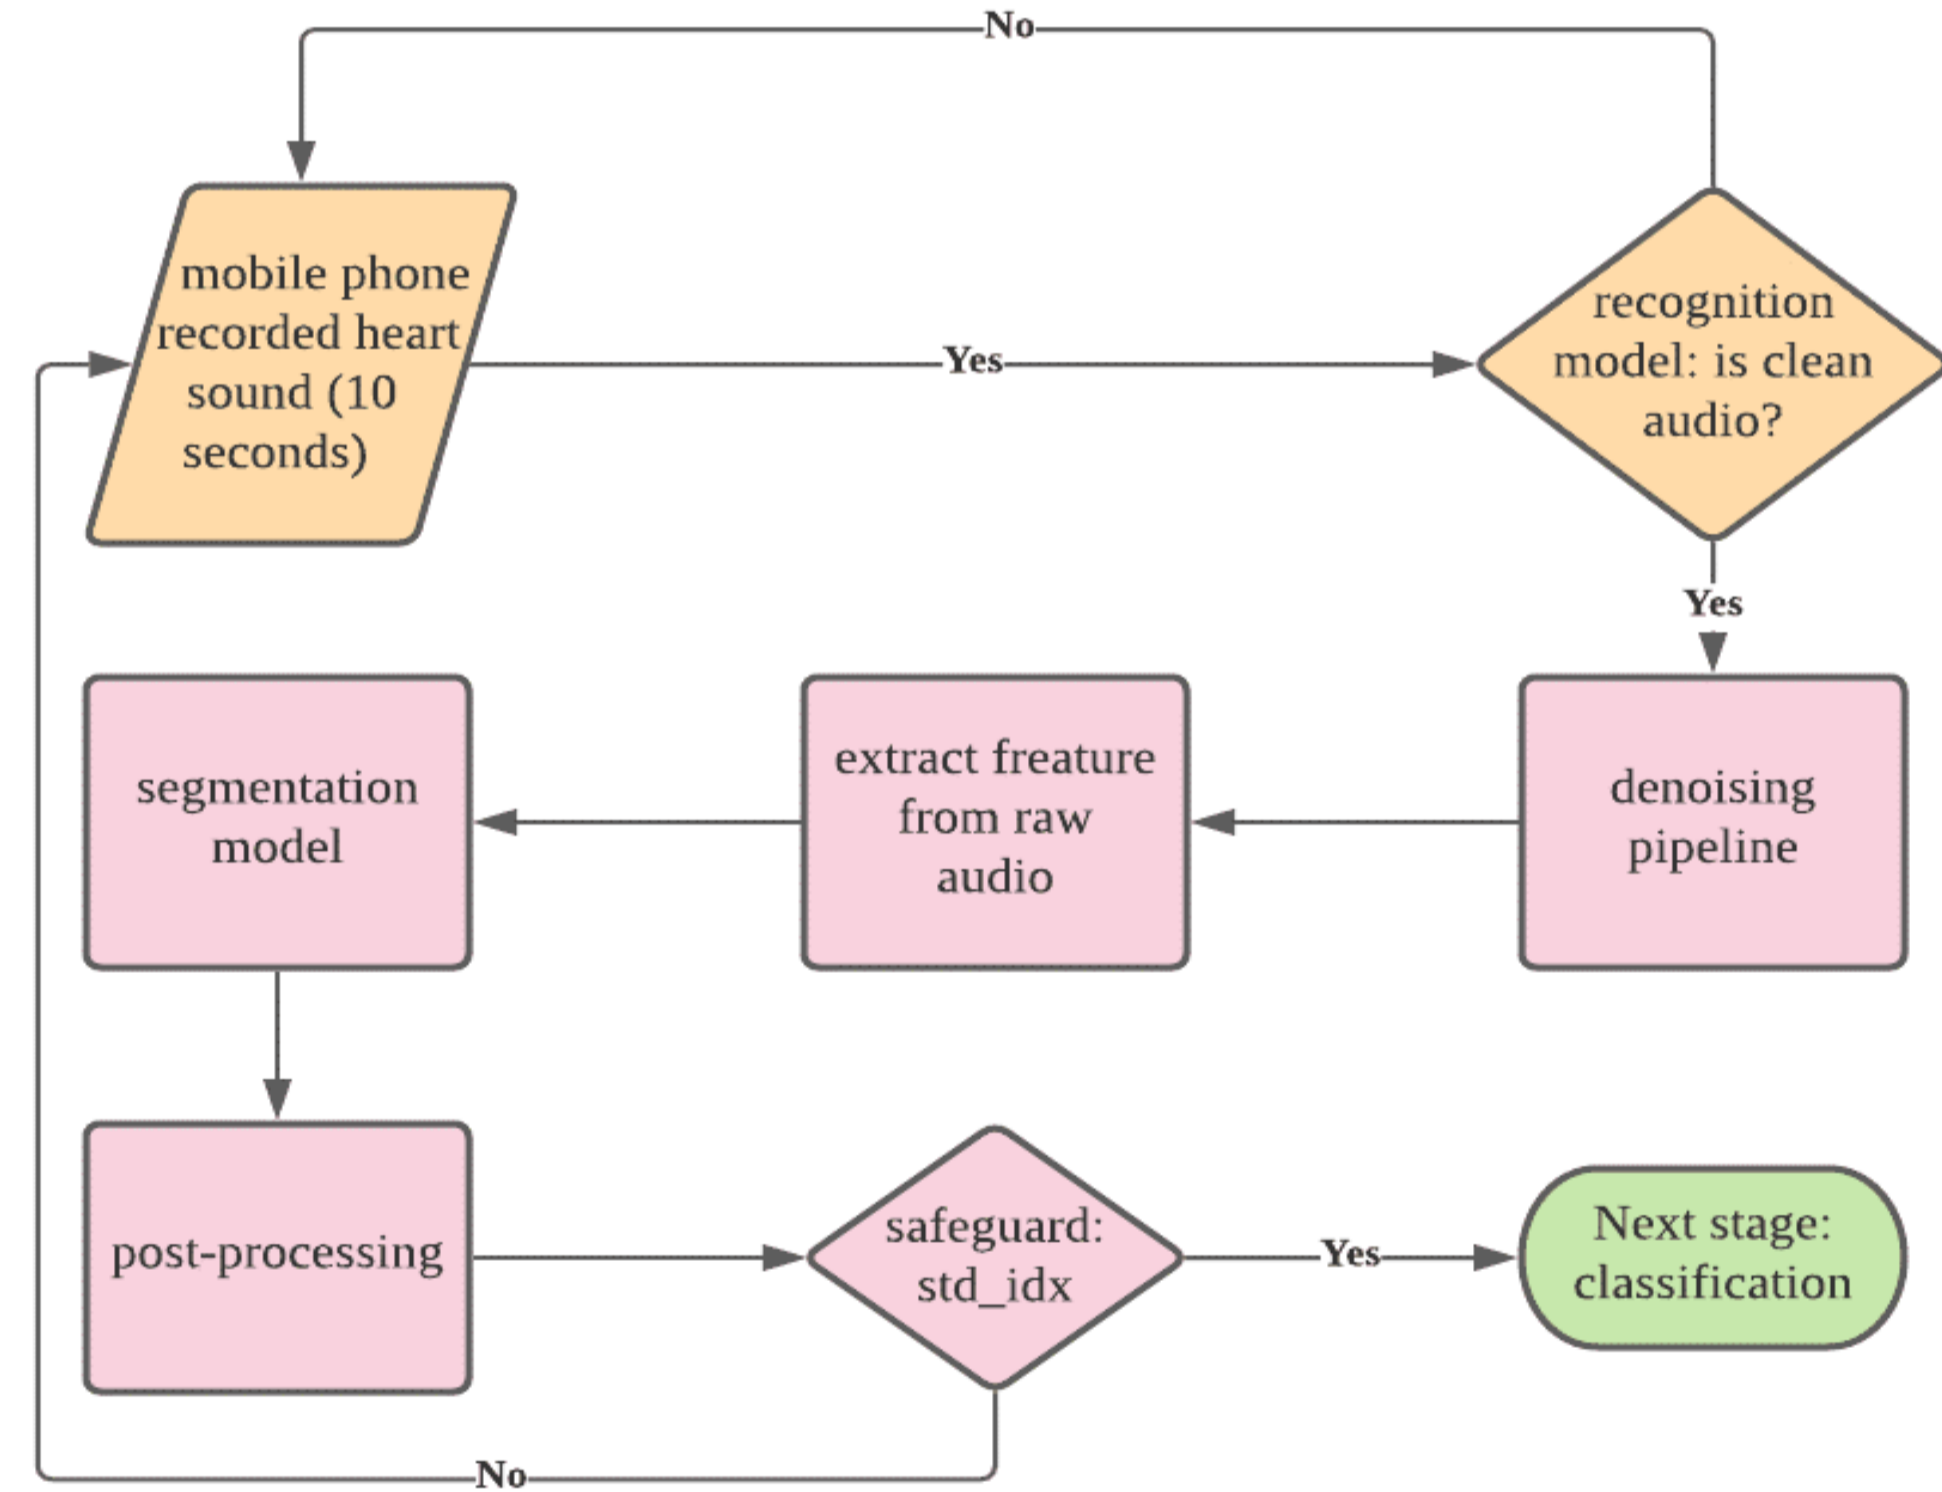 No
mobile phone
recorded heart
sound (10
seconds)
Yes
recognition
model: is clean
audio?
Yes
segmentation
model
extract freature
from raw
audio
denoising
pipeline
post-processing
safeguard:
std_idx
Yes
Next stage:
classification
No